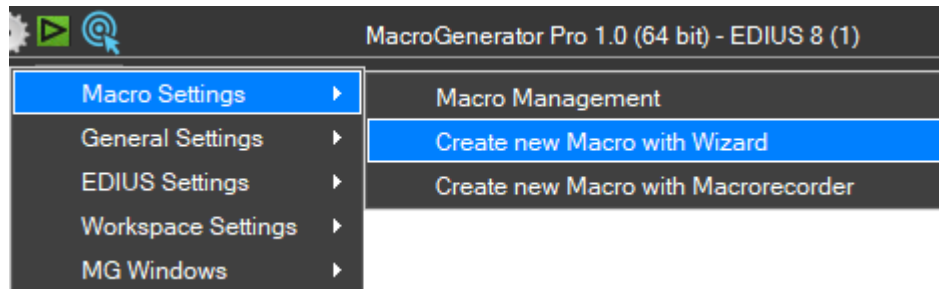 MacroGenerator Pro 1.0 (64 bit) - EDIUS 8 (1)
Macro Settings
General Settings
EDIUS Settings
Workspace Settings
MG Windows
Macro Management
Create new Macro with Wizard
Create new Macro with Macrorecorder